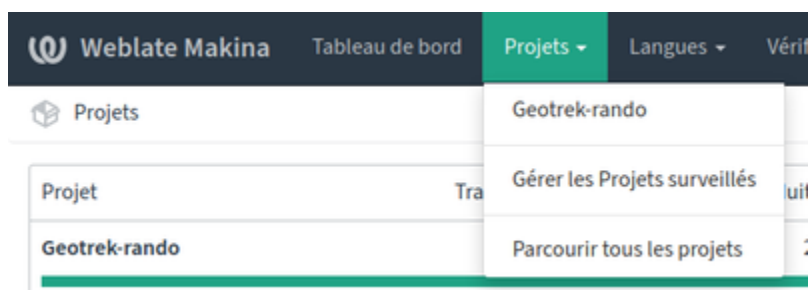 Weblate Makina Tableau de bord Projets Langues
Projets
Geotrek-rando
Gérer les Projets surveillés
Parcourir tous les projets
Projet
Geotrek-rando